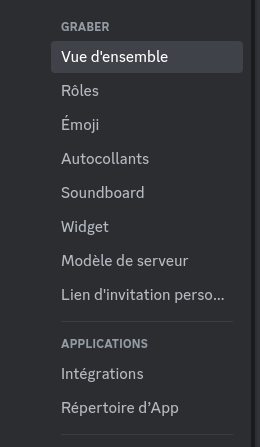 GRABER
Vue d'ensemble
Rôles
Émoji
Autocollants
Soundboard
Widget
Modèle de serveur
Lien d'invitation perso...
APPLICATIONS
Intégrations
Répertoire d’App